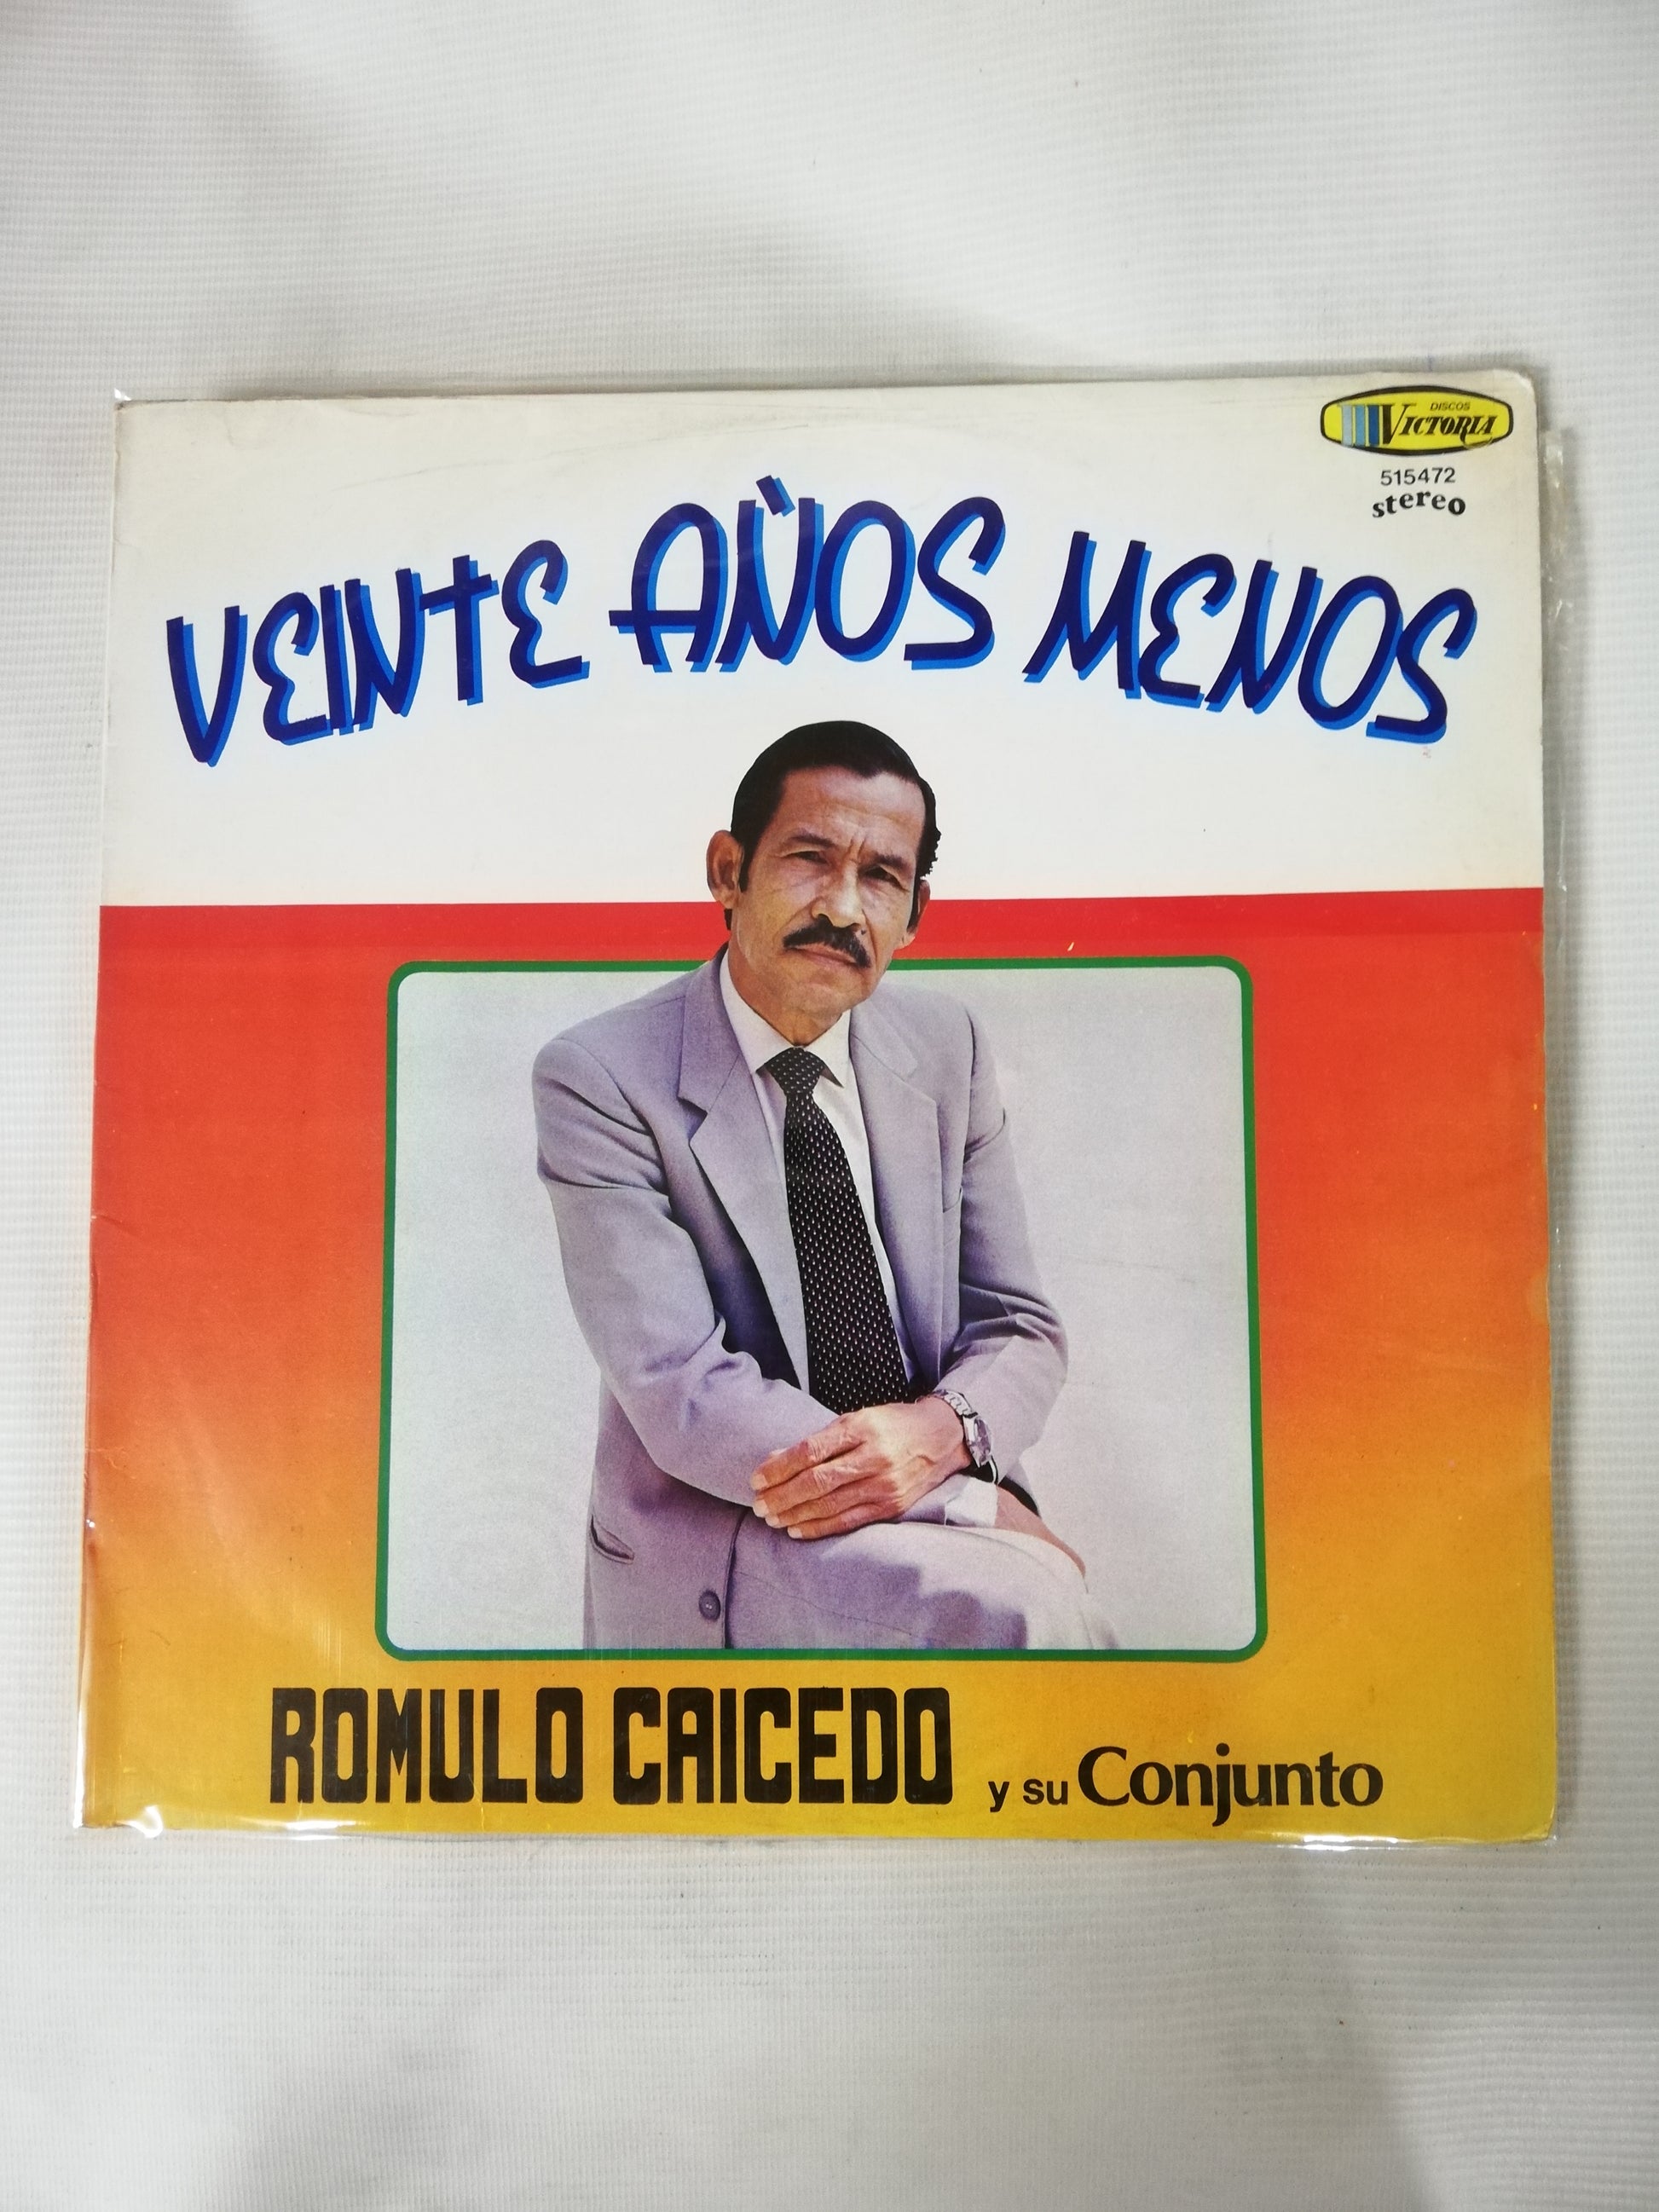 DISCOS
VICTORIA
515472
stereo
VEINTE AÑOS MENOS
ROMULO CAICEDO y su Conjunto